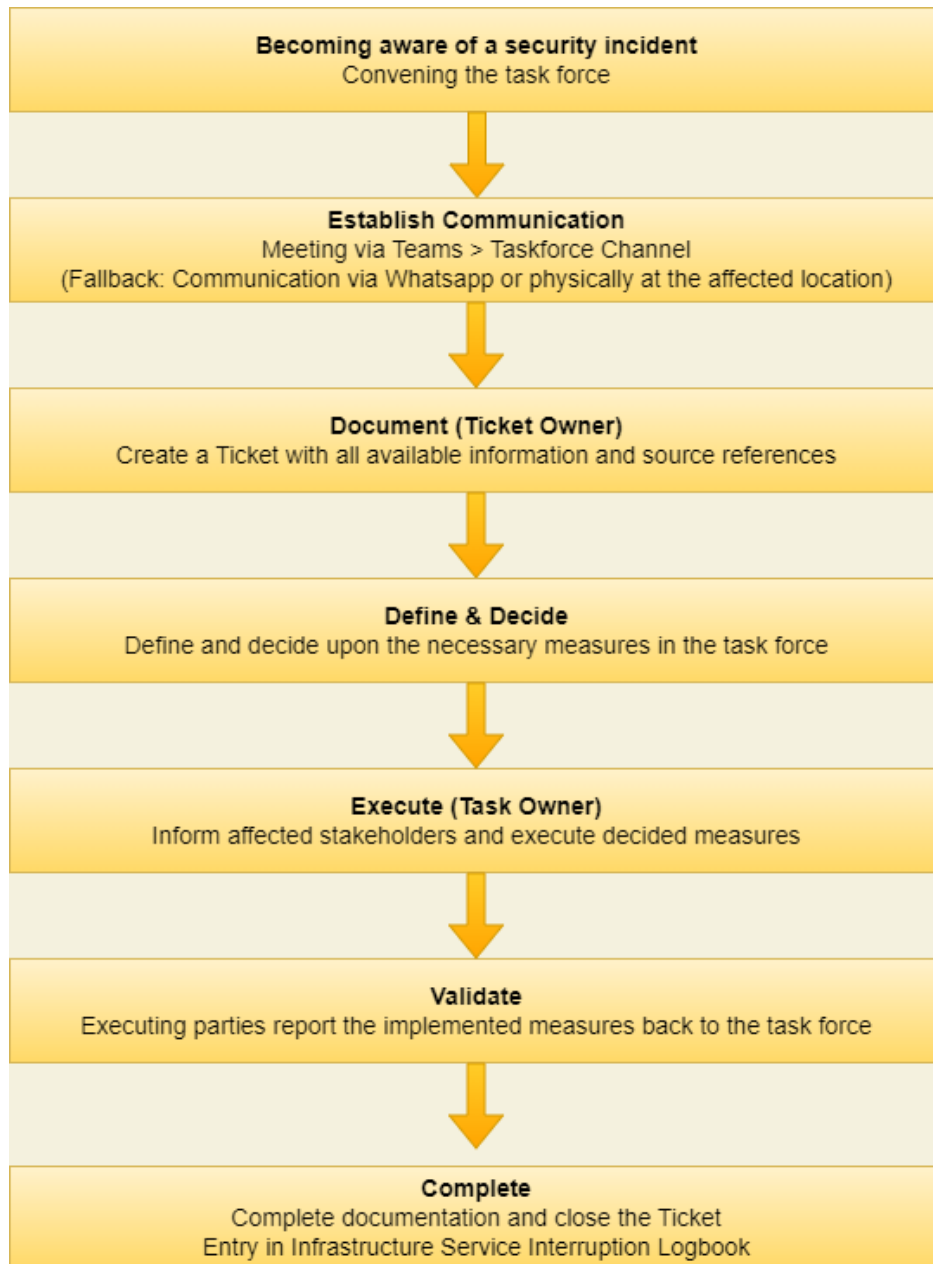 Becoming aware of a security incident
Convening the task force
Establish Communication
Meeting via Teams > Taskforce Channel
(Fallback: Communication via Whatsapp or physically at the affected location)
Document (Ticket Owner)
Create a Ticket with all available information and source references
Define & Decide
Define and decide upon the necessary measures in the task force
Execute (Task Owner)
Inform affected stakeholders and execute decided measures
Validate
Executing parties report the implemented measures back to the task force
Complete
Complete documentation and close the Ticket
Entry in Infrastructure Service Interruption Logbook